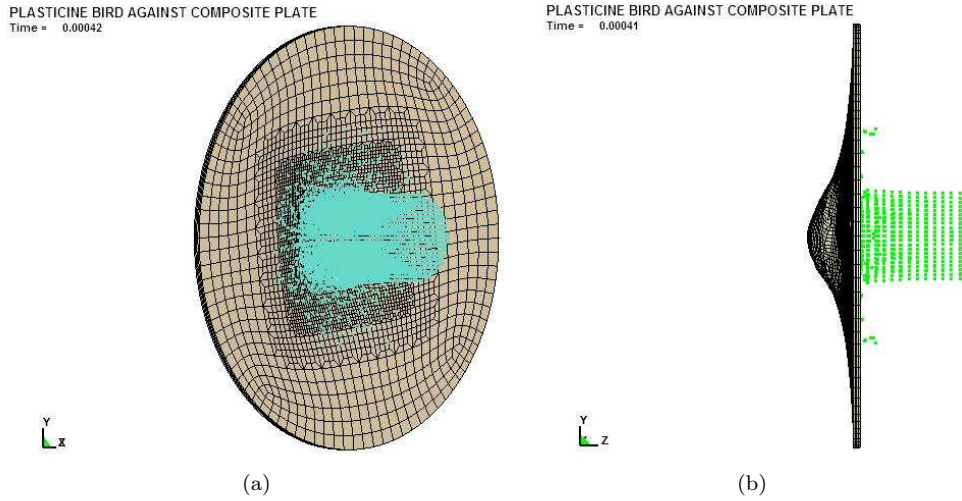 PLASTICINE BIRD AGAINST COMPOSITE PLATE
Time = 0.00042
Y
X
(a)
PLASTICINE BIRD AGAINST COMPOSITE PLATE
Time = 0.00041
Y
Z
(b)